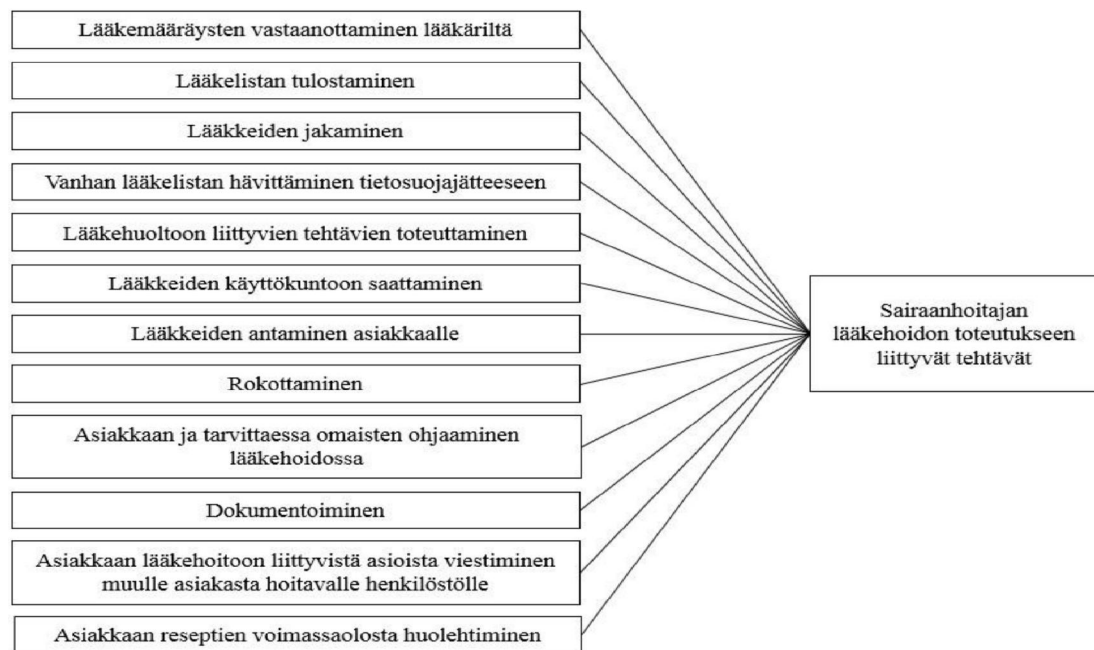 Lääkemääräysten vastaanottaminen lääkäriltä
Lääkelistan tulostaminen
Lääkkeiden jakaminen
Vanhan lääkelistan hävittäminen tietosuojajätteeseen
Lääkehuoltoon liittyvien tehtävien toteuttaminen
Lääkkeiden käyttökuntoon saattaminen
Lääkkeiden antaminen asiakkaalle
Rokottaminen
Asiakkaan ja tarvittaessa omaisten ohjaaminen
lääkehoidossa
Dokumentoiminen
Asiakkaan lääkehoitoon liittyvistä asioista viestiminen
muulle asiakasta hoitavalle henkilöstölle
Asiakkaan reseptien voimassaolosta huolehtiminen
Sairaanhoitajan
lääkehoidon toteutukseen
liittyvät tehtävät